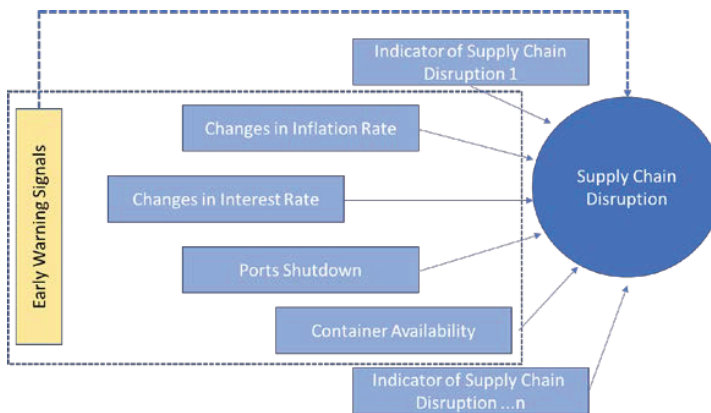 Indicator of Supply Chain
Disruption 1
Changes in Inflation Rate
Early Warning Signals
Changes in Interest Rate
Supply Chain
Disruption
Ports Shutdown
Container Availability
Indicator of Supply Chain
Disruption ...n